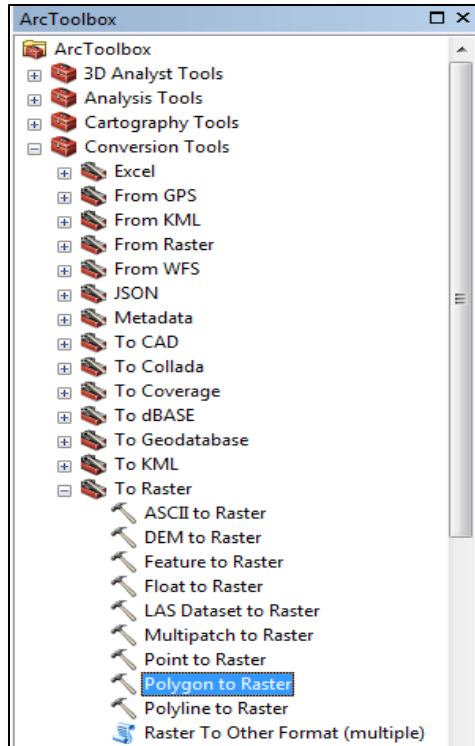 ArcToolbox
ArcToolbox
3D Analyst Tools
Analysis Tools
Cartography Tools
Conversion Tools
Excel
From GPS
From KML
From Raster
From WFS
JSON
Metadata
To CAD
To Collada
To Coverage
To dBASE
To Geodatabase
To KML
To Raster
ASCII to Raster
DEM to Raster
Feature to Raster
Float to Raster
LAS Dataset to Raster
Multipatch to Raster
Point to Raster
Polygon to Raster
Polyline to Raster
Raster To Other Format (multiple)